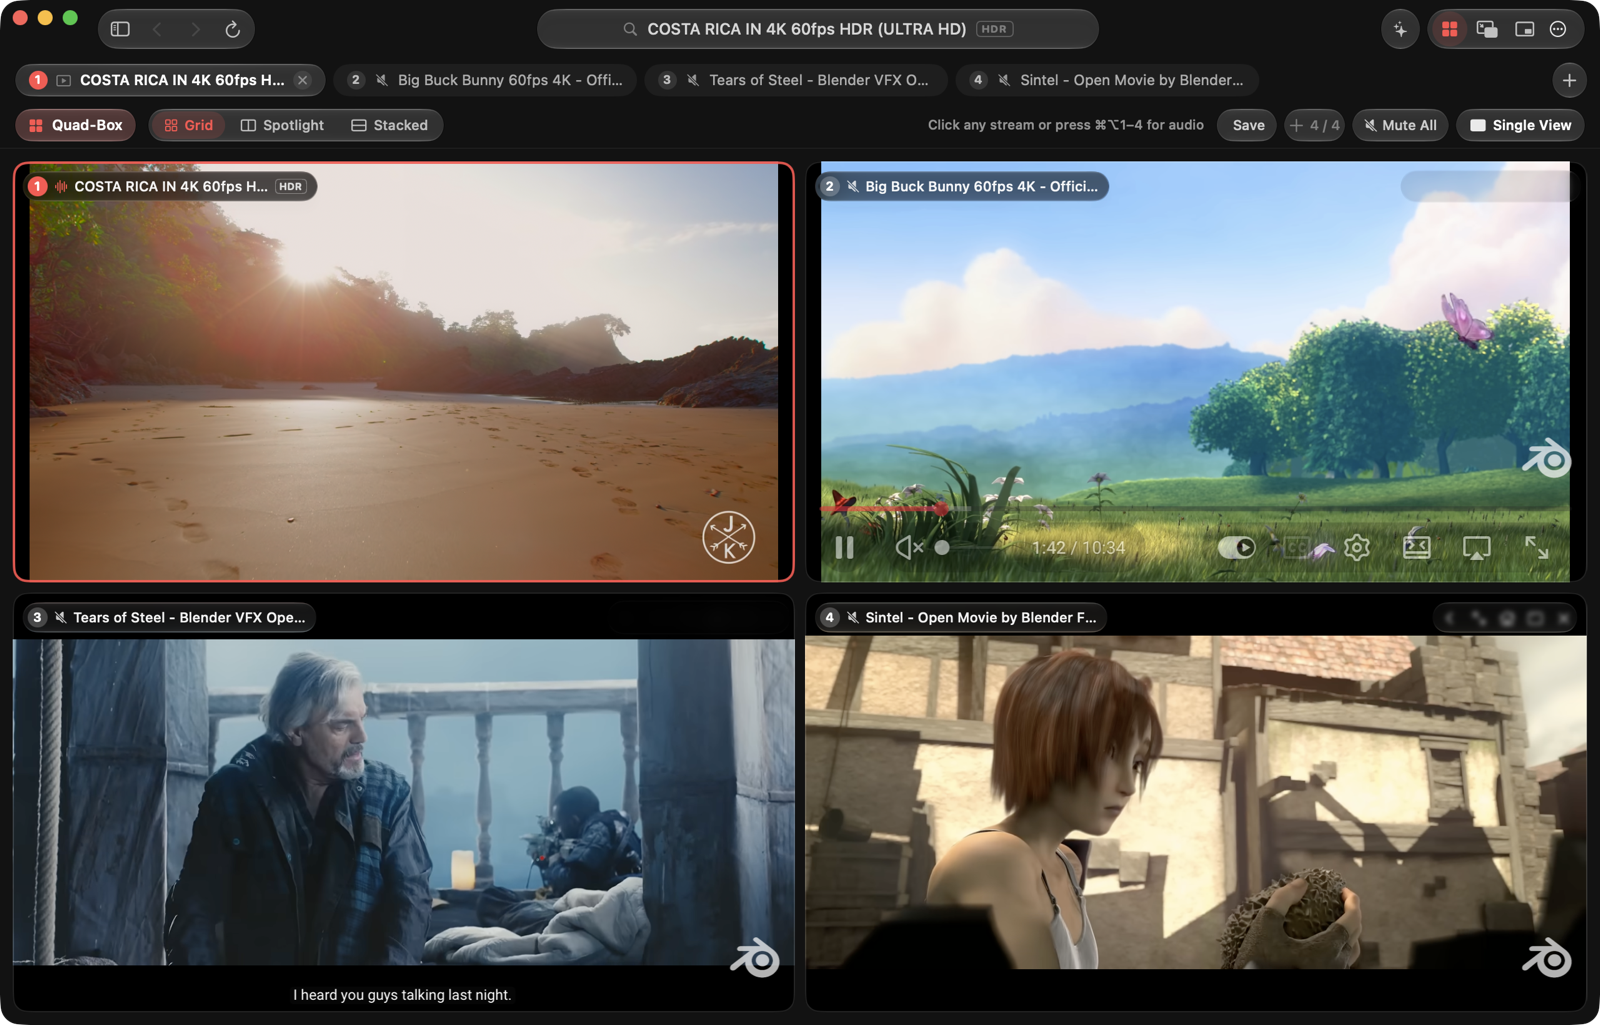 COSTA RICA IN 4K 60fps HDR (ULTRA HD) HDR
1 COSTA RICA IN 4K 60fps H...
2 Big Buck Bunny 60fps 4K - Offi...
3 Tears of Steel - Blender VFX O...
4 Sintel - Open Movie by Blender...
Quad-Box
Grid
Spotlight
Stacked
Click any stream or press ⌘⌥1–4 for audio
Save
4 / 4
Mute All
Single View
1 COSTA RICA IN 4K 60fps H... HDR
J
K
2 Big Buck Bunny 60fps 4K - Offici...
1:42 / 10:34
CC
3 Tears of Steel - Blender VFX Ope...
I heard you guys talking last night.
4 Sintel - Open Movie by Blender F...